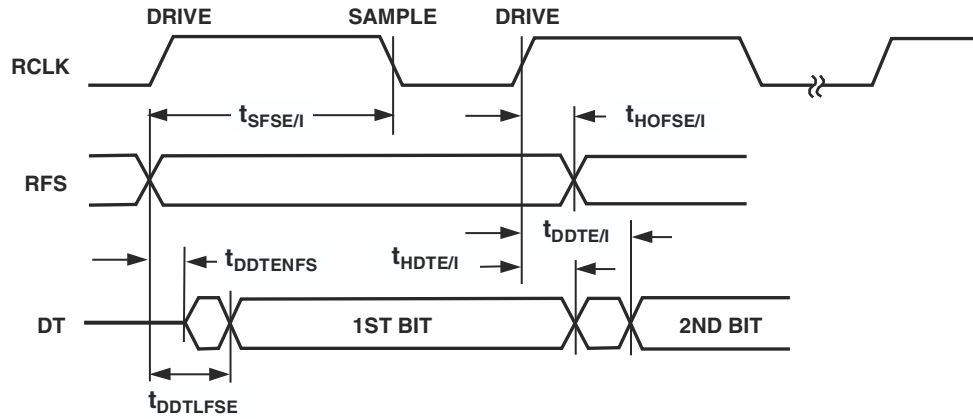 DRIVE SAMPLE DRIVE
RCLK
tSFSE/I tHOFSE/I
RFS
tDDTE/I
tDDTENFS tHDTE/I
DT 1ST BIT 2ND BIT
tDDTLFSE